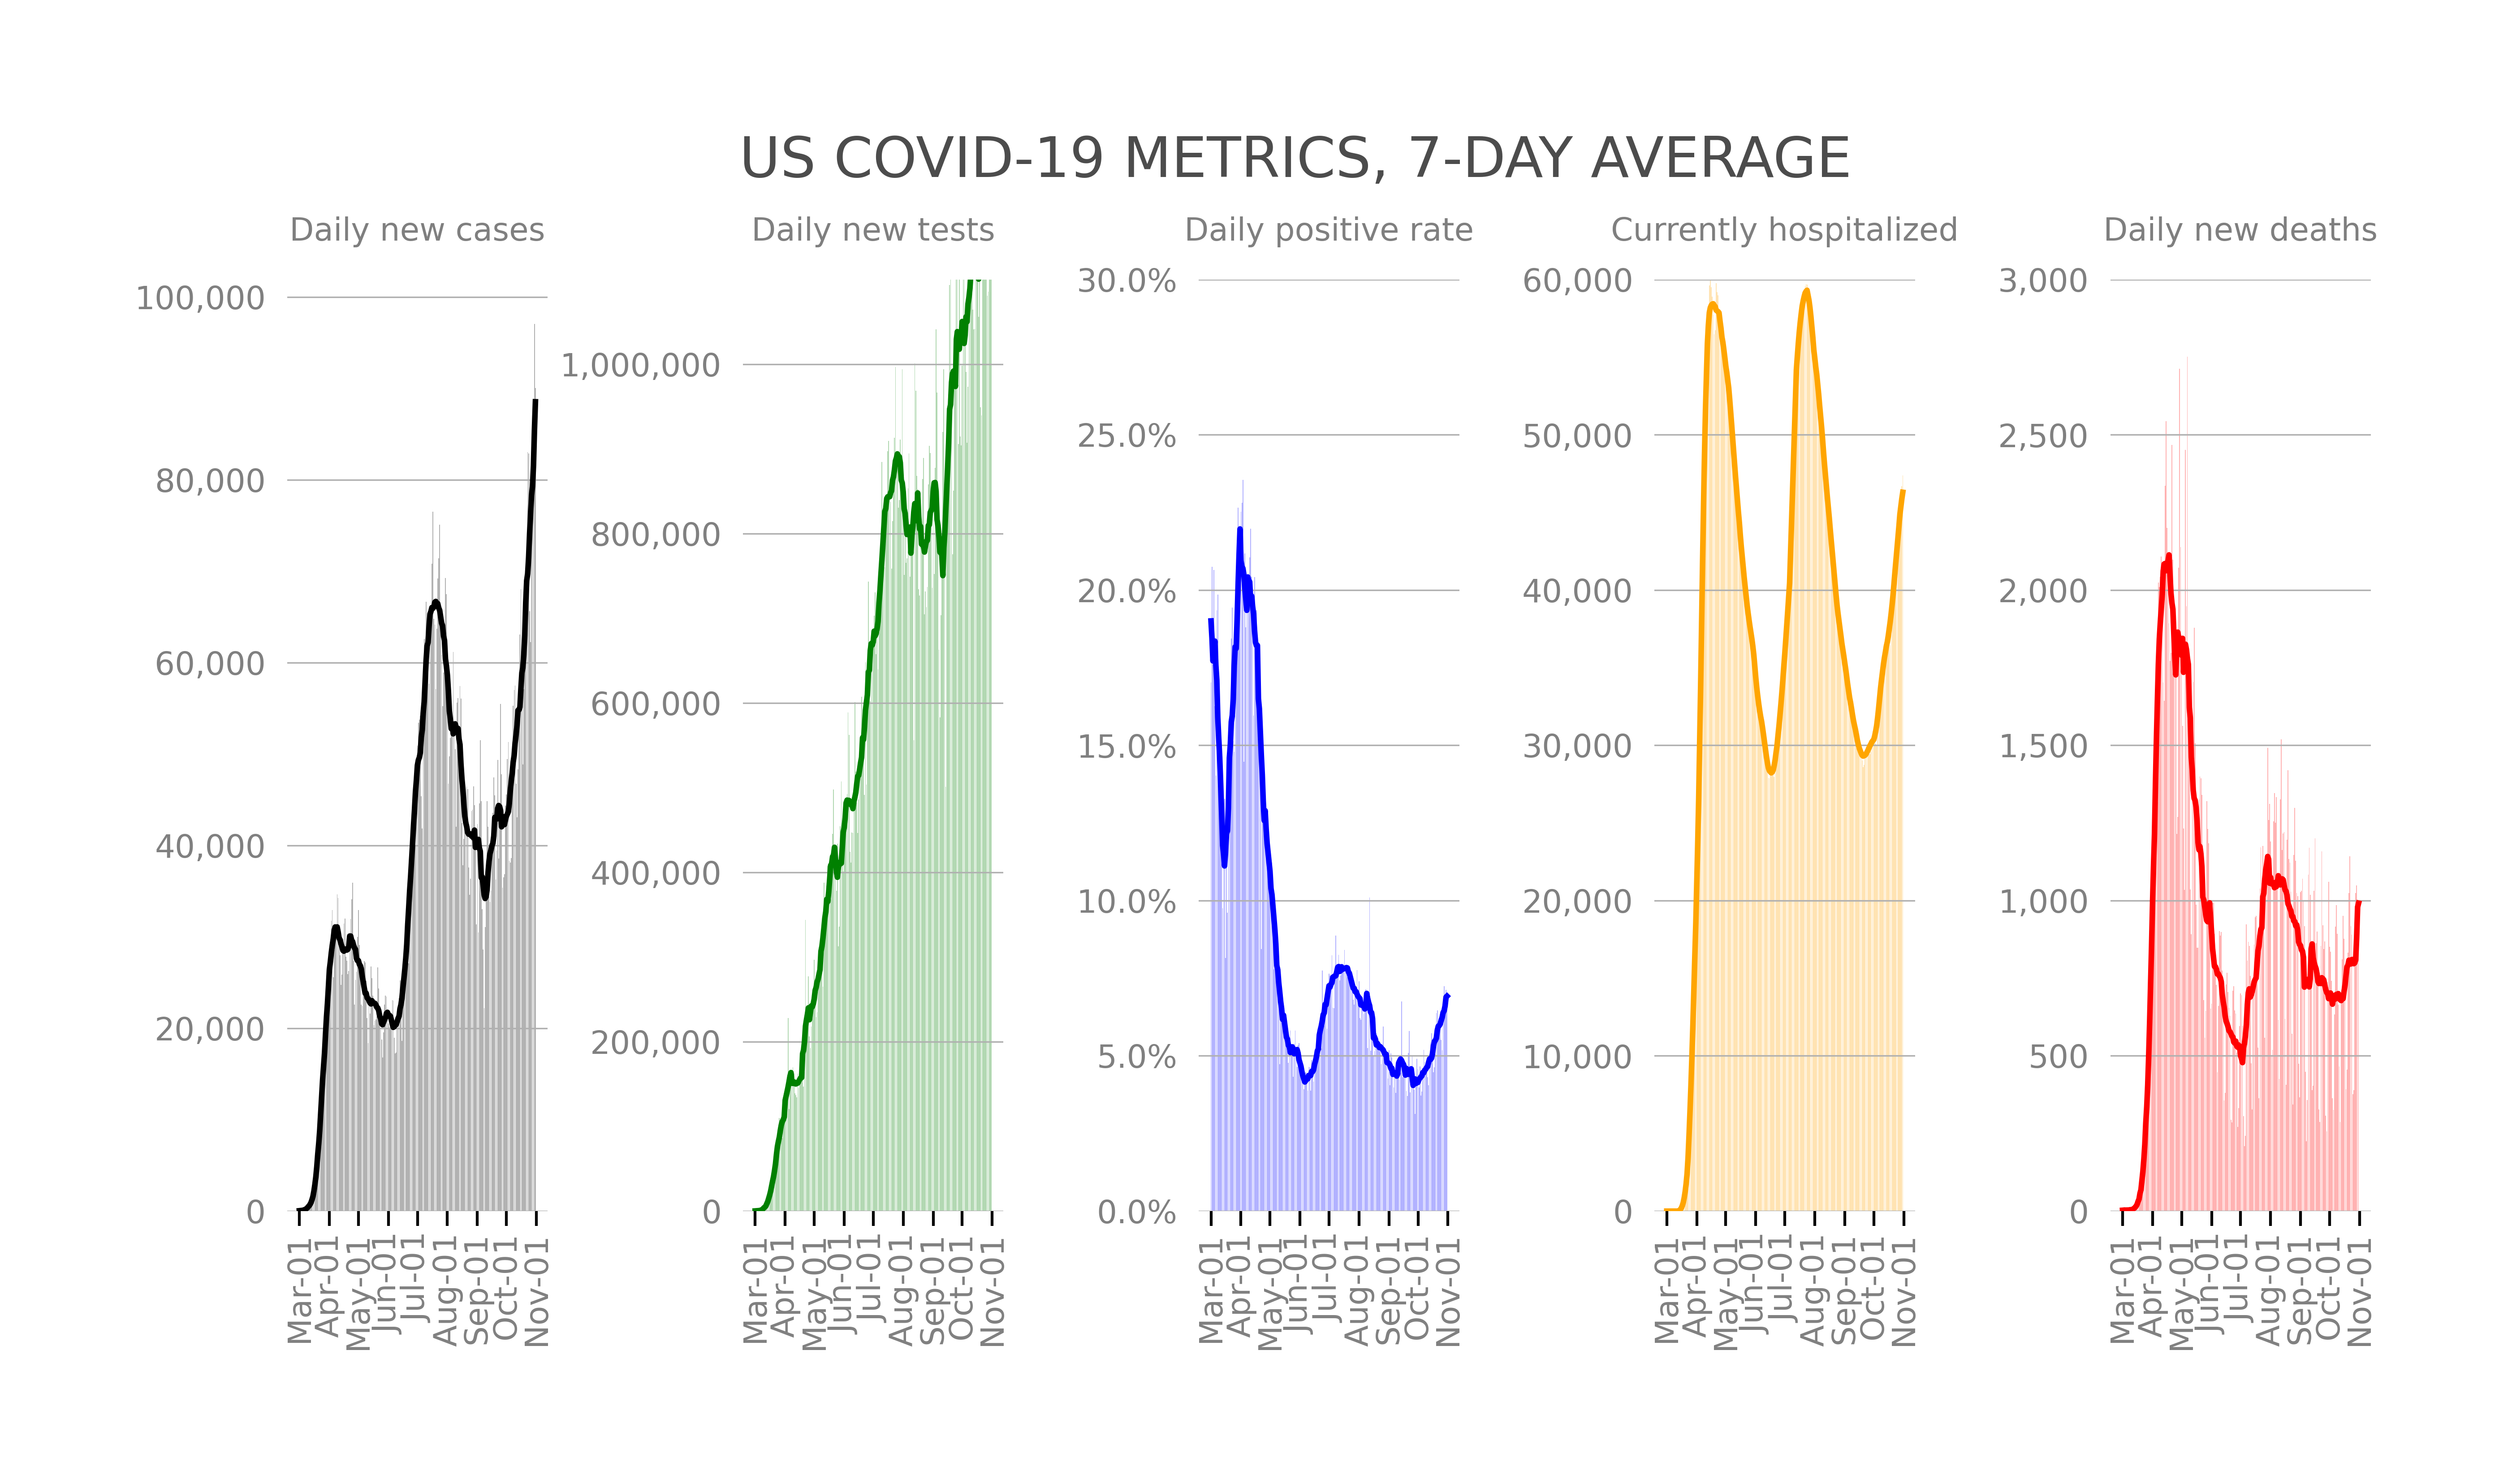 US COVID-19 METRICS, 7-DAY AVERAGE
Daily new cases
100,000
80,000
60,000
40,000
20,000
0
Mar-01
Apr-01
May-01
Jun-01
Jul-01
Aug-01
Sep-01
Oct-01
Nov-01
Daily new tests
1,000,000
800,000
600,000
400,000
200,000
0
Mar-01
Apr-01
May-01
Jun-01
Jul-01
Aug-01
Sep-01
Oct-01
Nov-01
Daily positive rate
30.0%
25.0%
20.0%
15.0%
10.0%
5.0%
0.0%
Mar-01
Apr-01
May-01
Jun-01
Jul-01
Aug-01
Sep-01
Oct-01
Nov-01
Currently hospitalized
60,000
50,000
40,000
30,000
20,000
10,000
0
Mar-01
Apr-01
May-01
Jun-01
Jul-01
Aug-01
Sep-01
Oct-01
Nov-01
Daily new deaths
3,000
2,500
2,000
1,500
1,000
500
0
Mar-01
Apr-01
May-01
Jun-01
Jul-01
Aug-01
Sep-01
Oct-01
Nov-01